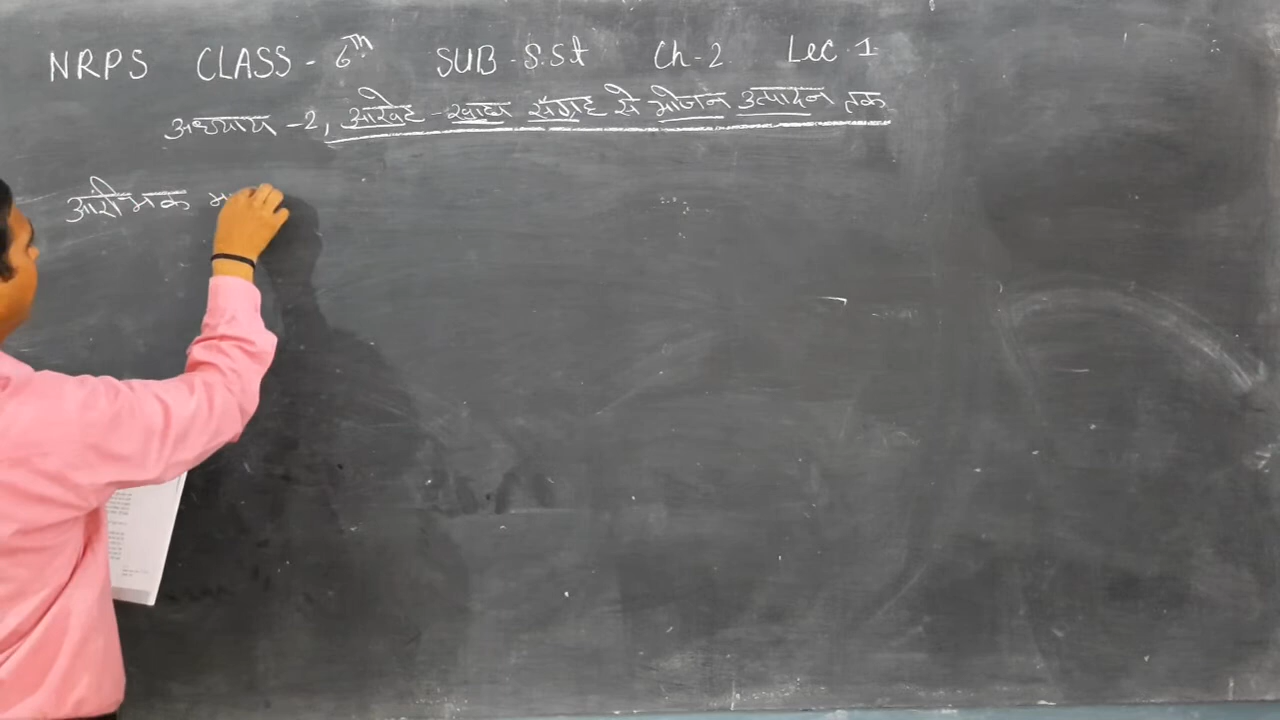 NRPS CLASS - 6th SUB - S.St Ch-2. Lec-1
अध्याय -2, आखेट -खाद्य संग्रह से भोजन उत्पादन तक
आरंभिक